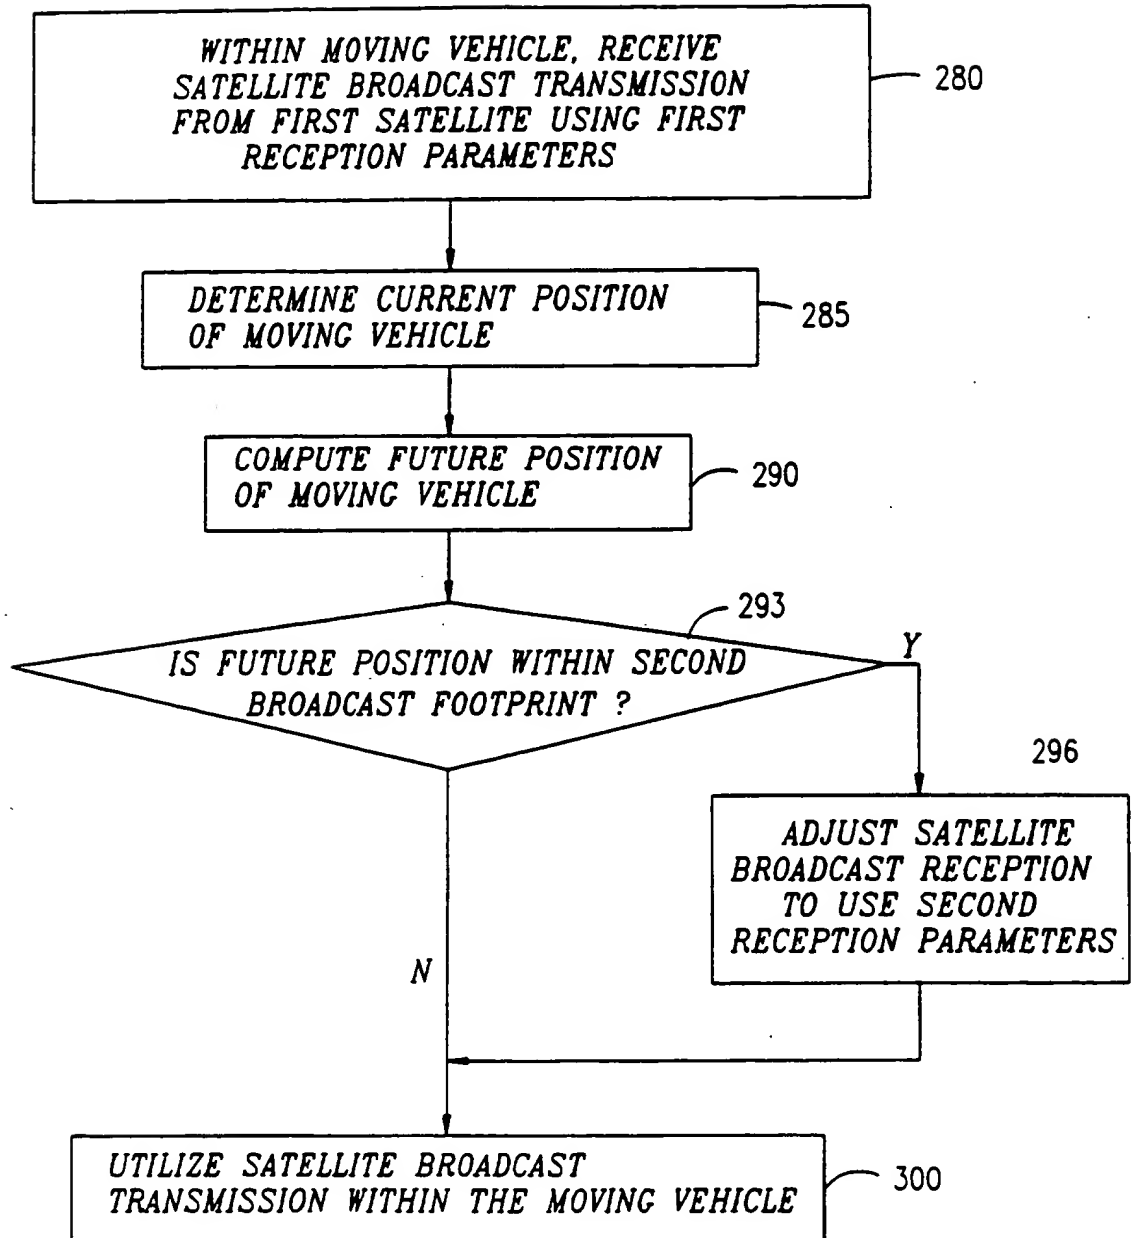 WITHIN MOVING VEHICLE, RECEIVE
SATELLITE BROADCAST TRANSMISSION
FROM FIRST SATELLITE USING FIRST
RECEPTION PARAMETERS
280
DETERMINE CURRENT POSITION
OF MOVING VEHICLE
285
COMPUTE FUTURE POSITION
OF MOVING VEHICLE
290
293
IS FUTURE POSITION WITHIN SECOND
BROADCAST FOOTPRINT ?
Y
296
ADJUST SATELLITE
BROADCAST RECEPTION
TO USE SECOND
RECEPTION PARAMETERS
N
UTILIZE SATELLITE BROADCAST
TRANSMISSION WITHIN THE MOVING VEHICLE
300